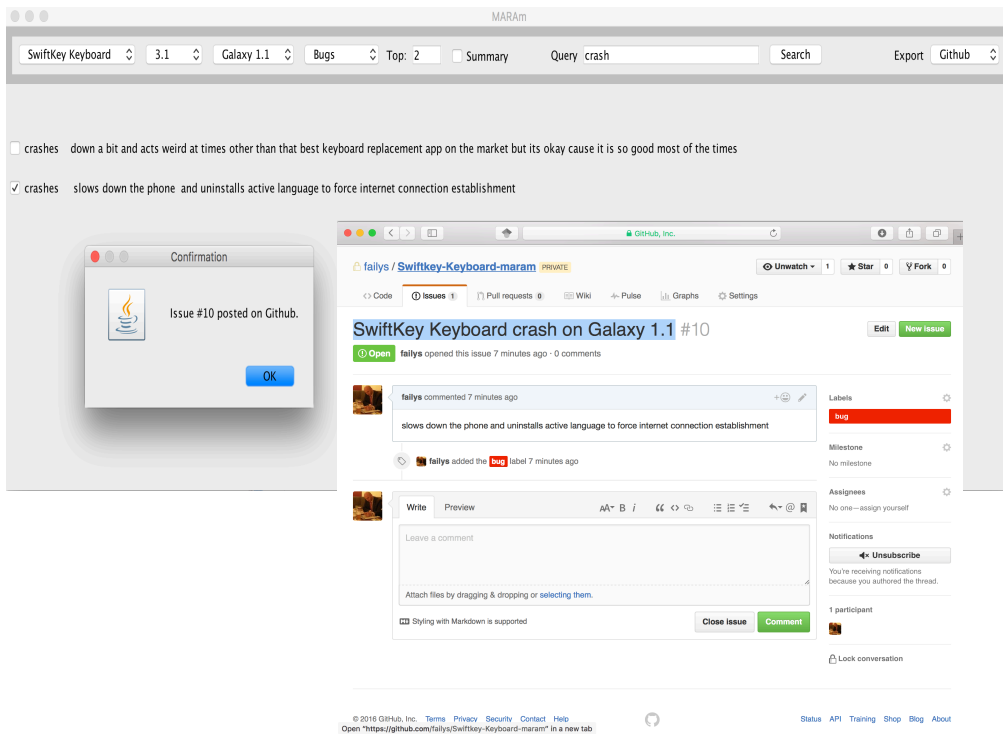 MARAm
SwiftKey Keyboard 3.1 Galaxy 1.1 Bugs Top: 2 Summary Query crash Search Export Github
crashes down a bit and acts weird at times other than that best keyboard replacement app on the market but its okay cause it is so good most of the times
crashes slows down the phone and uninstalls active language to force internet connection establishment
Confirmation
Issue #10 posted on Github.
OK
GitHub, Inc.
failys / Swiftkey-Keyboard-maram PRIVATE
Unwatch 1 Star 0 Fork 0
Code Issues 1 Pull requests 0 Wiki Pulse Graphs Settings
SwiftKey Keyboard crash on Galaxy 1.1 #10
Edit New issue
Open failys opened this issue 7 minutes ago · 0 comments
failys commented 7 minutes ago
slows down the phone and uninstalls active language to force internet connection establishment
failys added the bug label 7 minutes ago
Write Preview AA B i
Leave a comment
Attach files by dragging & dropping or selecting them.
Styling with Markdown is supported
Close issue Comment
Labels
bug
Milestone
No milestone
Assignees
No one—assign yourself
Notifications
Unsubscribe
You're receiving notifications
because you authored the thread.
1 participant
Lock conversation
© 2016 GitHub, Inc. Terms Privacy Security Contact Help
Status API Training Shop Blog About
Open "https://github.com/failys/Swiftkey-Keyboard-maram" in a new tab